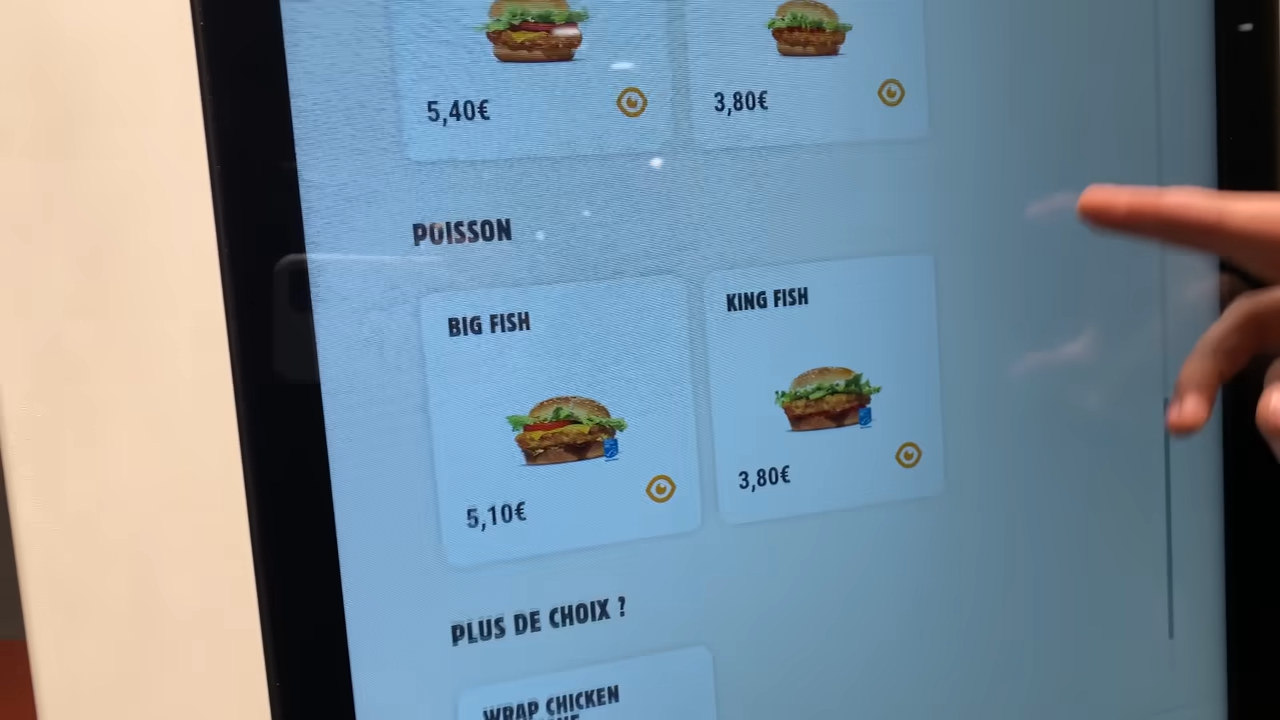 5,40€
3,80€
POISSON
BIG FISH
KING FISH
5,10€
3,80€
PLUS DE CHOIX ?
WRAP CHICKEN